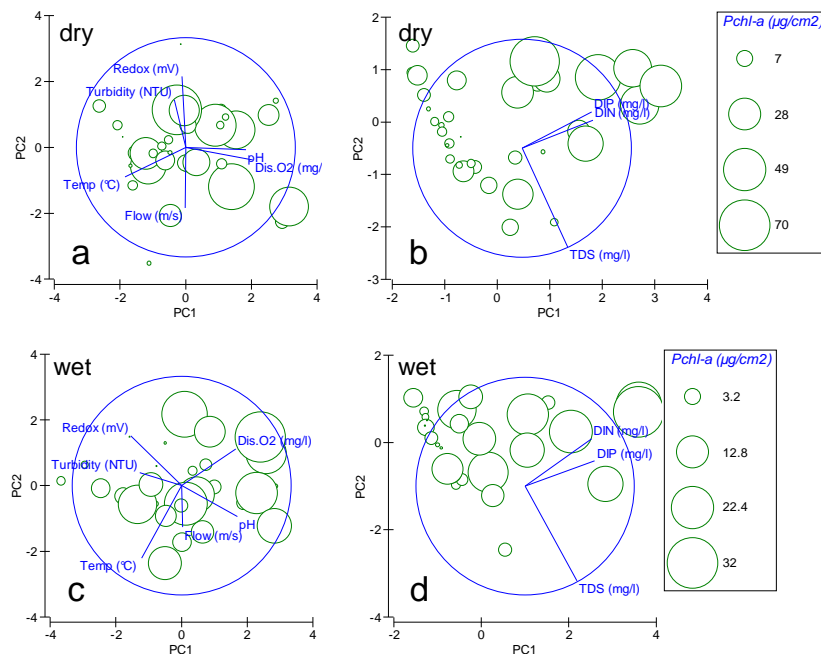 dry
4
2
0
-2
-4
PC2
Redox (mV)
Turbidity (NTU)
pH
Dis.O2 (mg/
Temp (°C)
Flow (m/s)
a
-4
-2
0
2
4
PC1
dry
2
1
0
-1
-2
-3
PC2
DIP (mg/l)
DIN (mg/l)
TDS (mg/l)
b
-2
-1
0
1
2
3
4
PC1
Pchl-a (µg/cm2)
7
28
49
70
wet
4
2
0
-2
-4
PC2
Redox (mV)
Dis.O2 (mg/l)
Turbidity (NTU)
pH
Flow (m/s)
Temp (°C)
c
-4
-2
0
2
4
PC1
wet
2
0
-2
-4
PC2
DIN (mg/l)
DIP (mg/l)
TDS (mg/l)
d
-2
0
2
4
PC1
Pchl-a (µg/cm2)
3.2
12.8
22.4
32